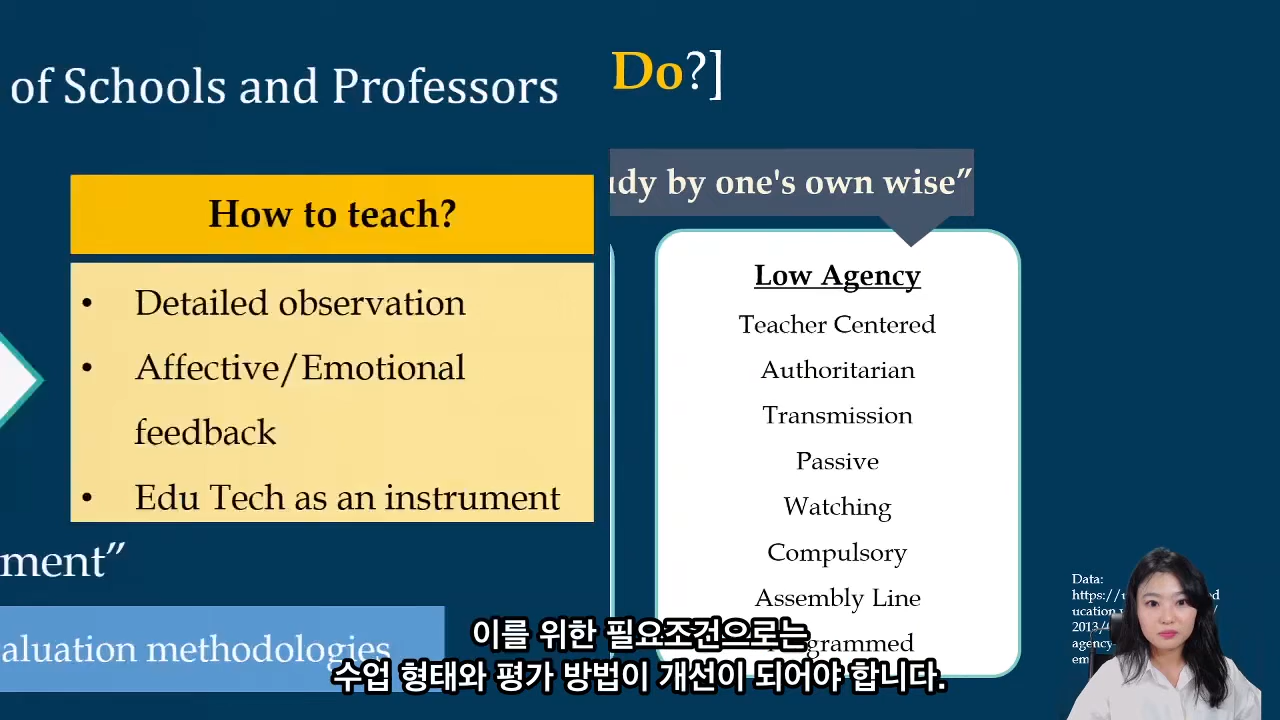 of Schools and Professors
Do?]
udy by one's own wise”
How to teach?
• Detailed observation
• Affective/Emotional
feedback
• Edu Tech as an instrument
Low Agency
Teacher Centered
Authoritarian
Transmission
Passive
Watching
Compulsory
Assembly Line
grammed
ment”
aluation methodologies
Data:
2013/
agency-
이를 위한 필요조건으로는
수업 형태와 평가 방법이 개선이 되어야 합니다.